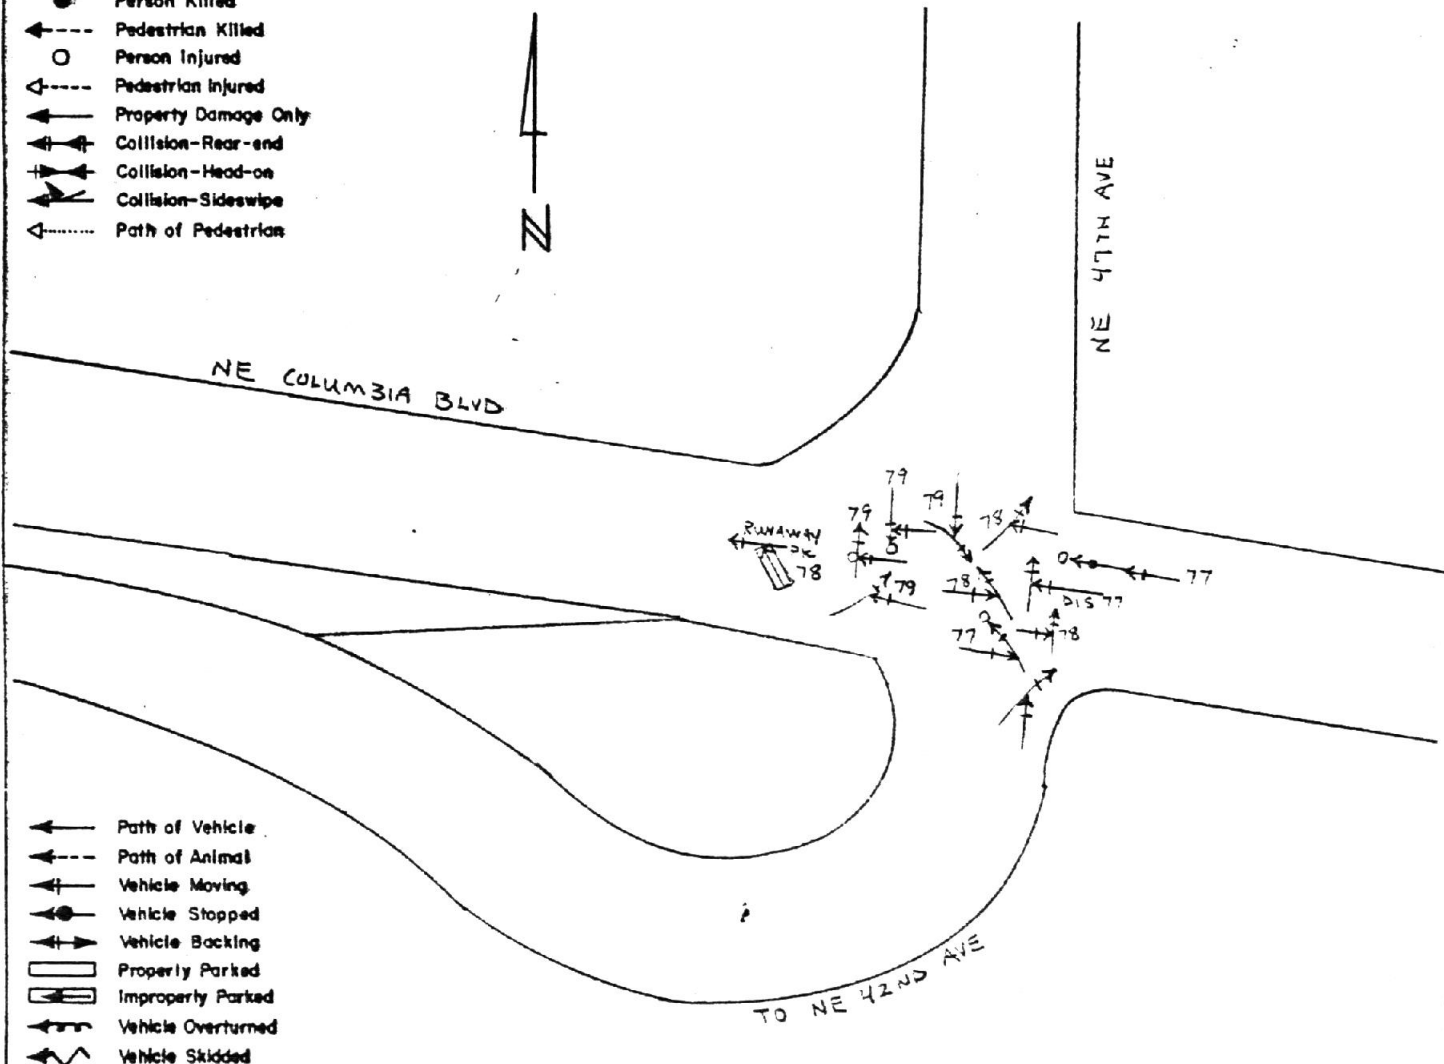 Person Killed
Pedestrian Killed
Person Injured
Pedestrian Injured
Property Damage Only
Collision-Rear-end
Collision-Head-on
Collision-Sideswipe
Path of Pedestrian
N
NE 47TH AVE
NE COLUMBIA BLVD
79
79
79
78
RUNAWAY
78
79
78
77
DIS 77
77
78
TO NE 42ND AVE
Path of Vehicle
Path of Animal
Vehicle Moving
Vehicle Stopped
Vehicle Backing
Properly Parked
Improperly Parked
Vehicle Overturned
Vehicle Skidded